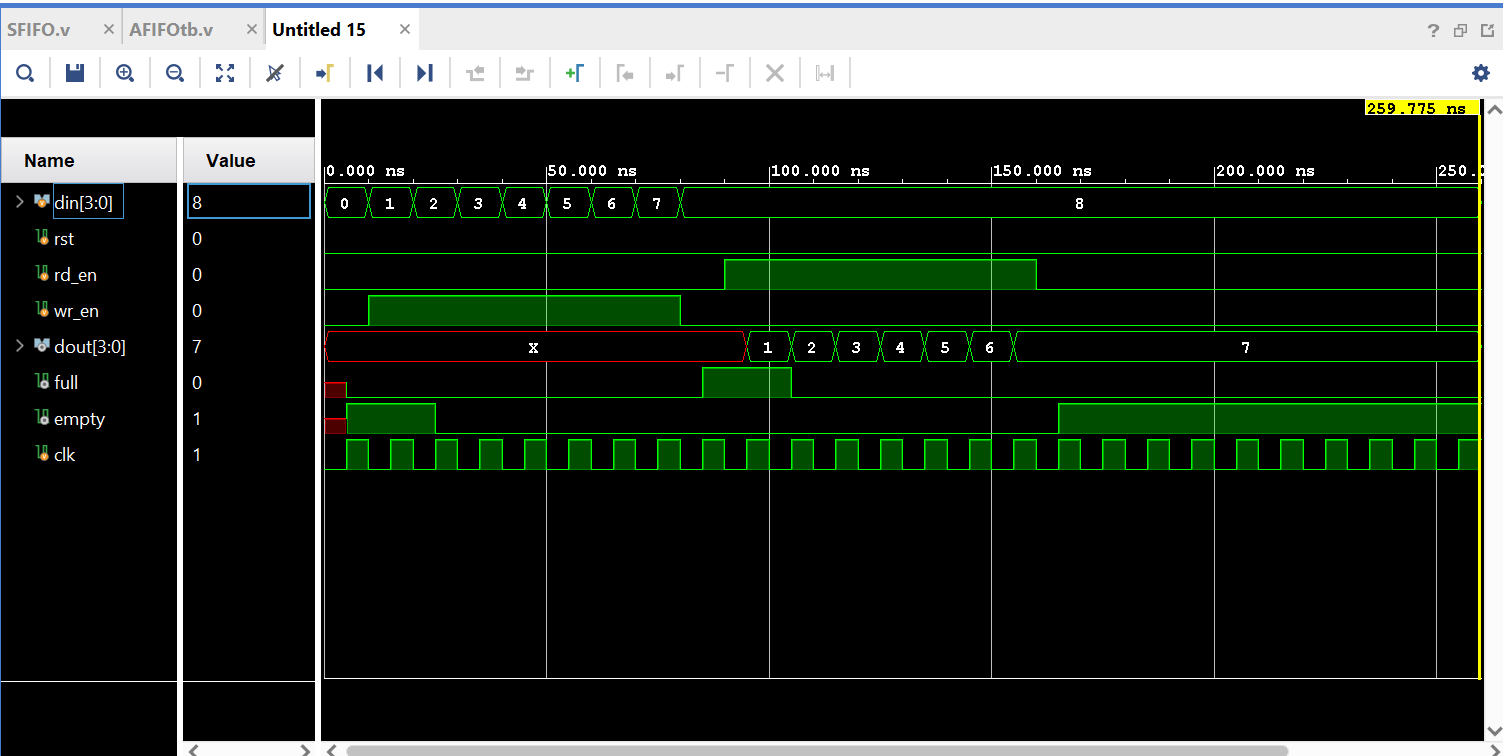 SFIFO.v × AFIFOtb.v × Untitled 15 ×
?
259.775 ns
Name Value
0.000 ns 50.000 ns 100.000 ns 150.000 ns 200.000 ns 250.
din[3:0] 8 0 1 2 3 4 5 6 7 8
rst 0
rd_en 0
wr_en 0
dout[3:0] 7 X 1 2 3 4 5 6 7
full 0
empty 1
clk 1